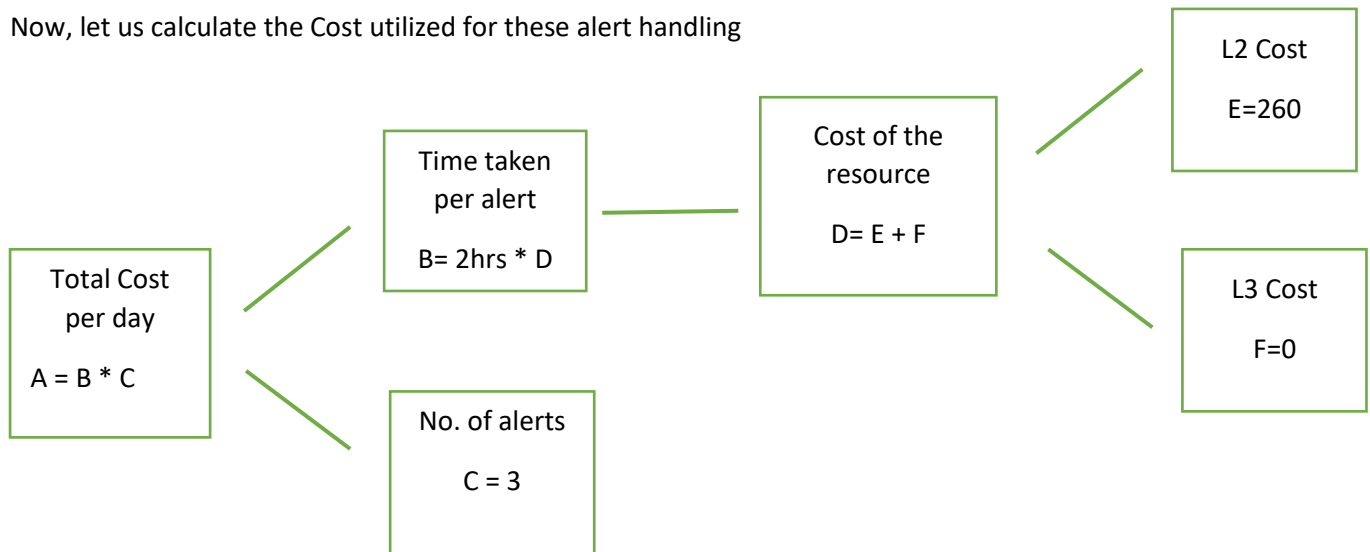 Now, let us calculate the Cost utilized for these alert handling
L2 Cost
E=260
Cost of the
resource
D= E + F
Time taken
per alert
B= 2hrs * D
Total Cost
per day
A = B * C
L3 Cost
F=0
No. of alerts
C = 3